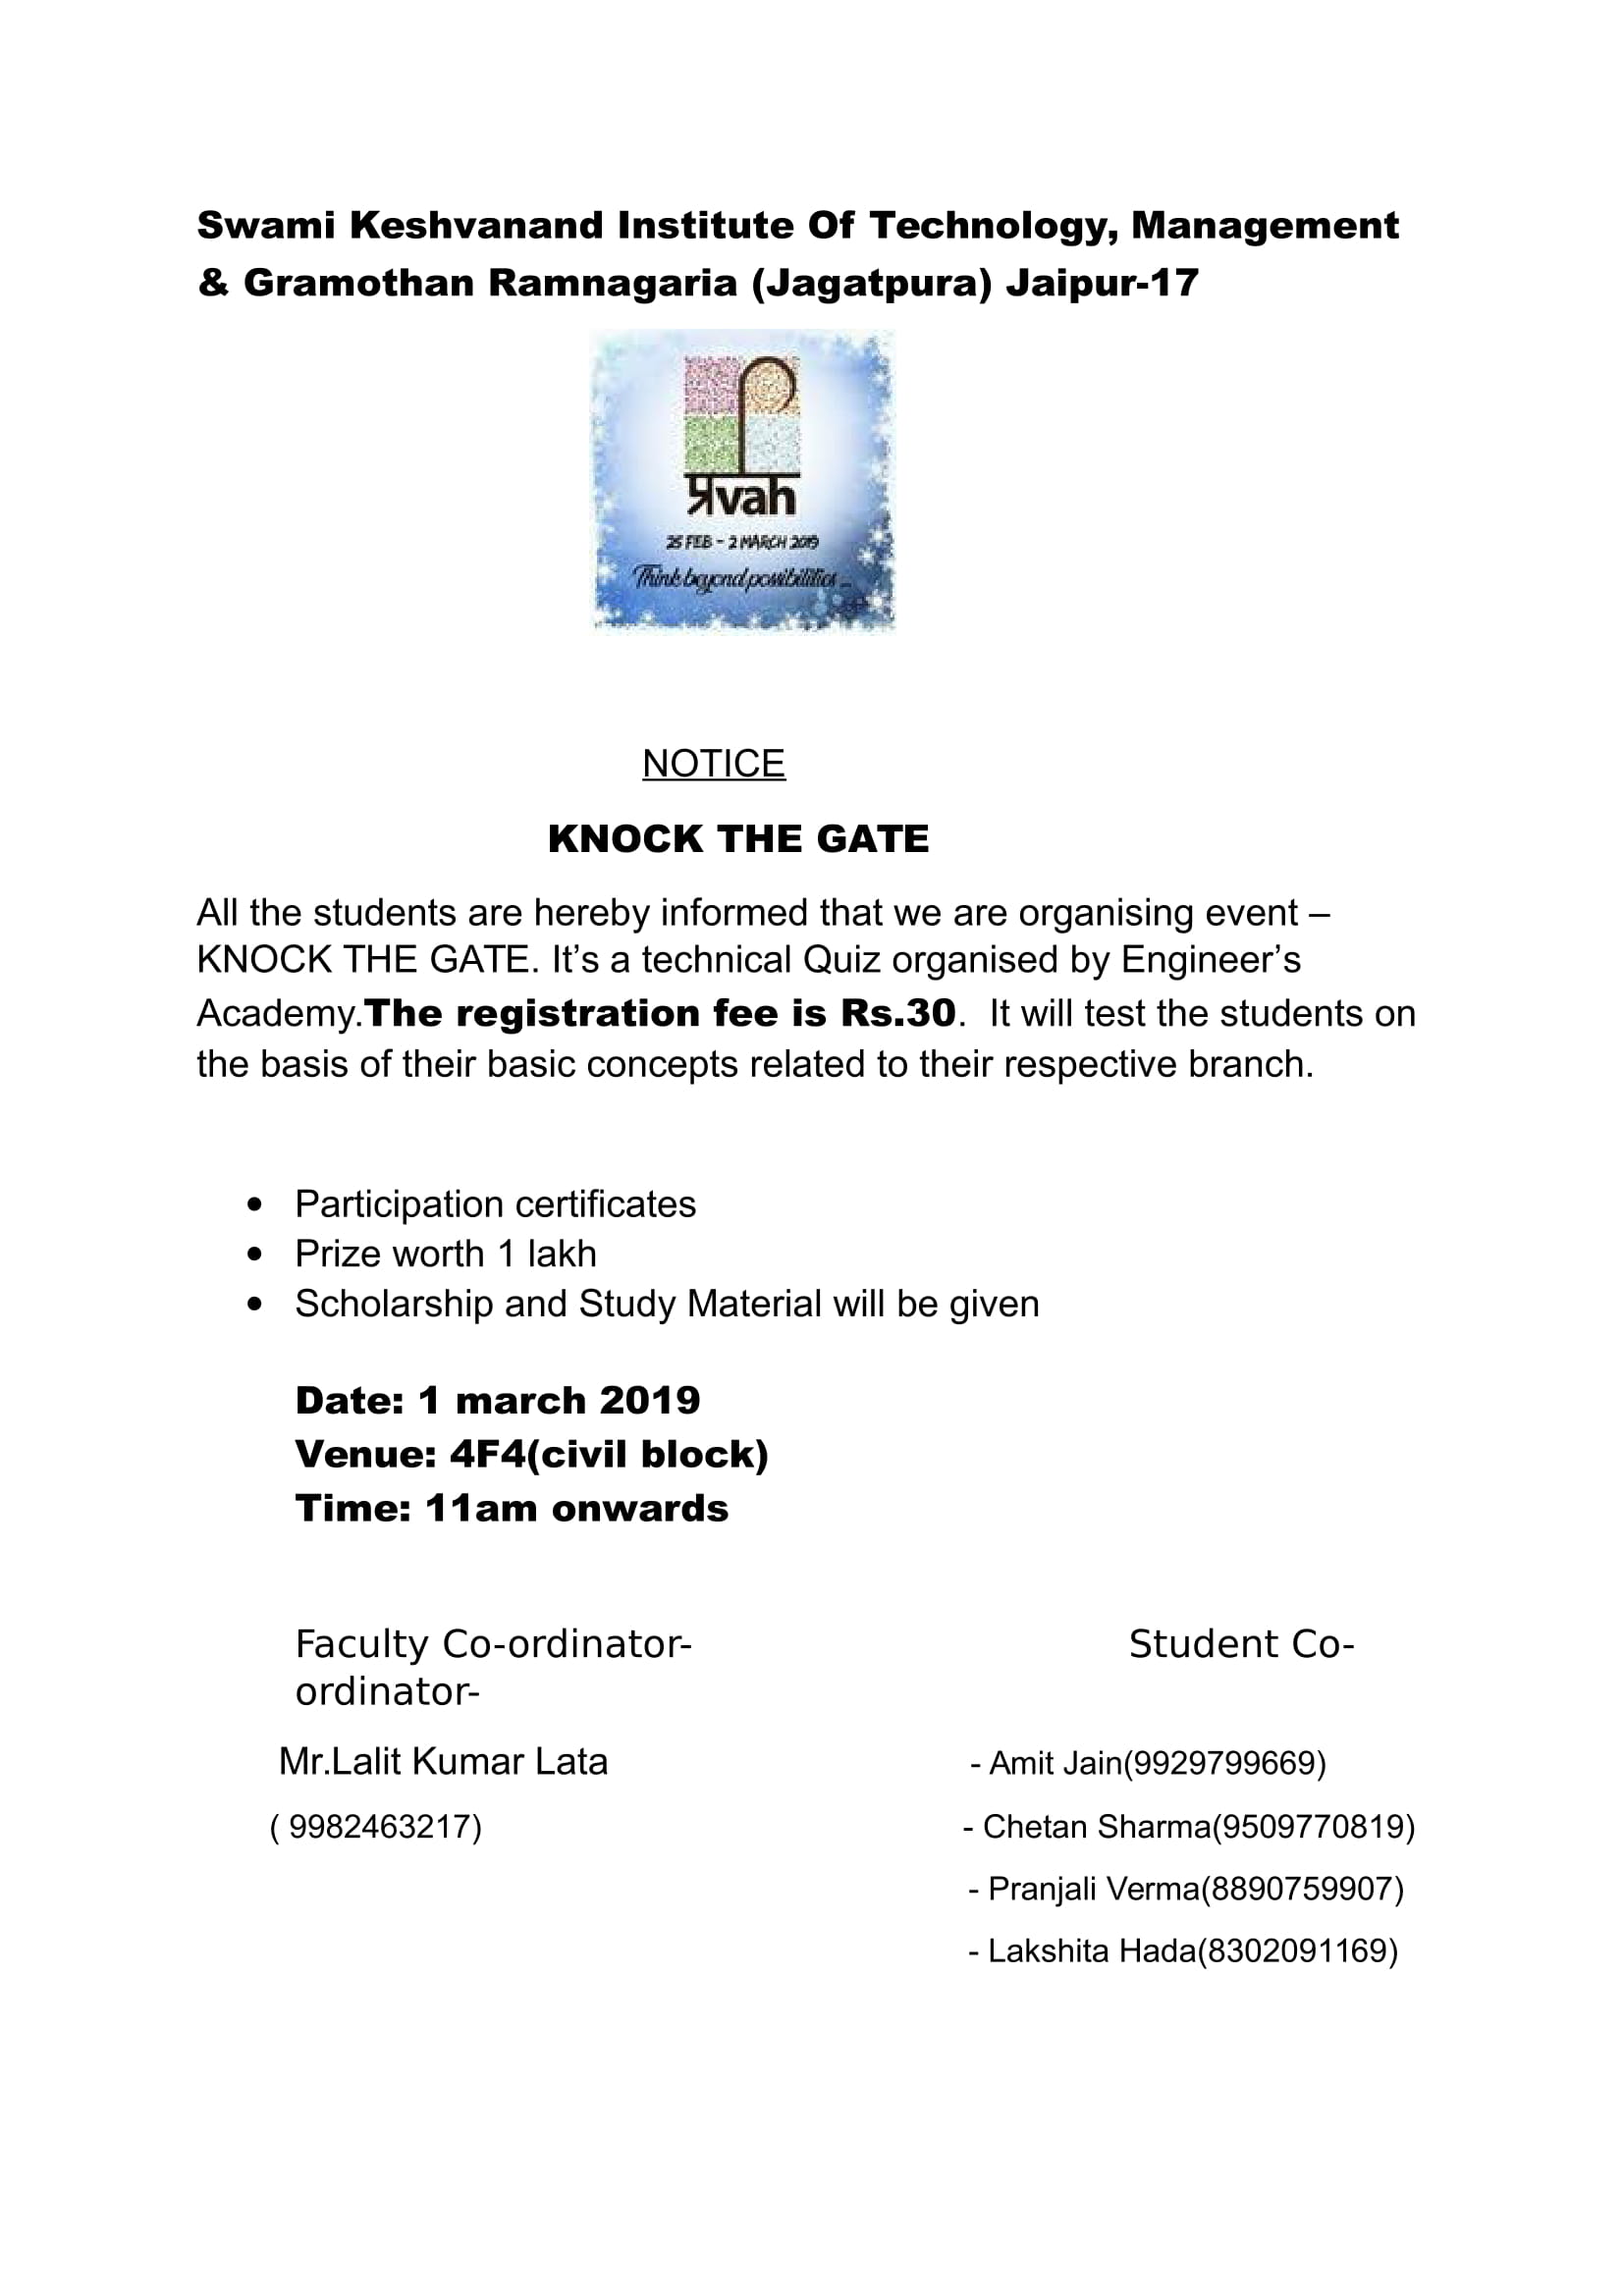 Swami Keshvanand Institute Of Technology, Management
& Gramothan Ramnagaria (Jagatpura) Jaipur-17
प्रvah
25 FEB - 2 MARCH 2019
Think beyond possibilities ...
NOTICE
KNOCK THE GATE
All the students are hereby informed that we are organising event –
KNOCK THE GATE. It’s a technical Quiz organised by Engineer’s
Academy.The registration fee is Rs.30.  It will test the students on
the basis of their basic concepts related to their respective branch.
• Participation certificates
• Prize worth 1 lakh
• Scholarship and Study Material will be given
Date: 1 march 2019
Venue: 4F4(civil block)
Time: 11am onwards
Faculty Co-ordinator- Student Co-
ordinator-
Mr.Lalit Kumar Lata - Amit Jain(9929799669)
( 9982463217) - Chetan Sharma(9509770819)
- Pranjali Verma(8890759907)
- Lakshita Hada(8302091169)